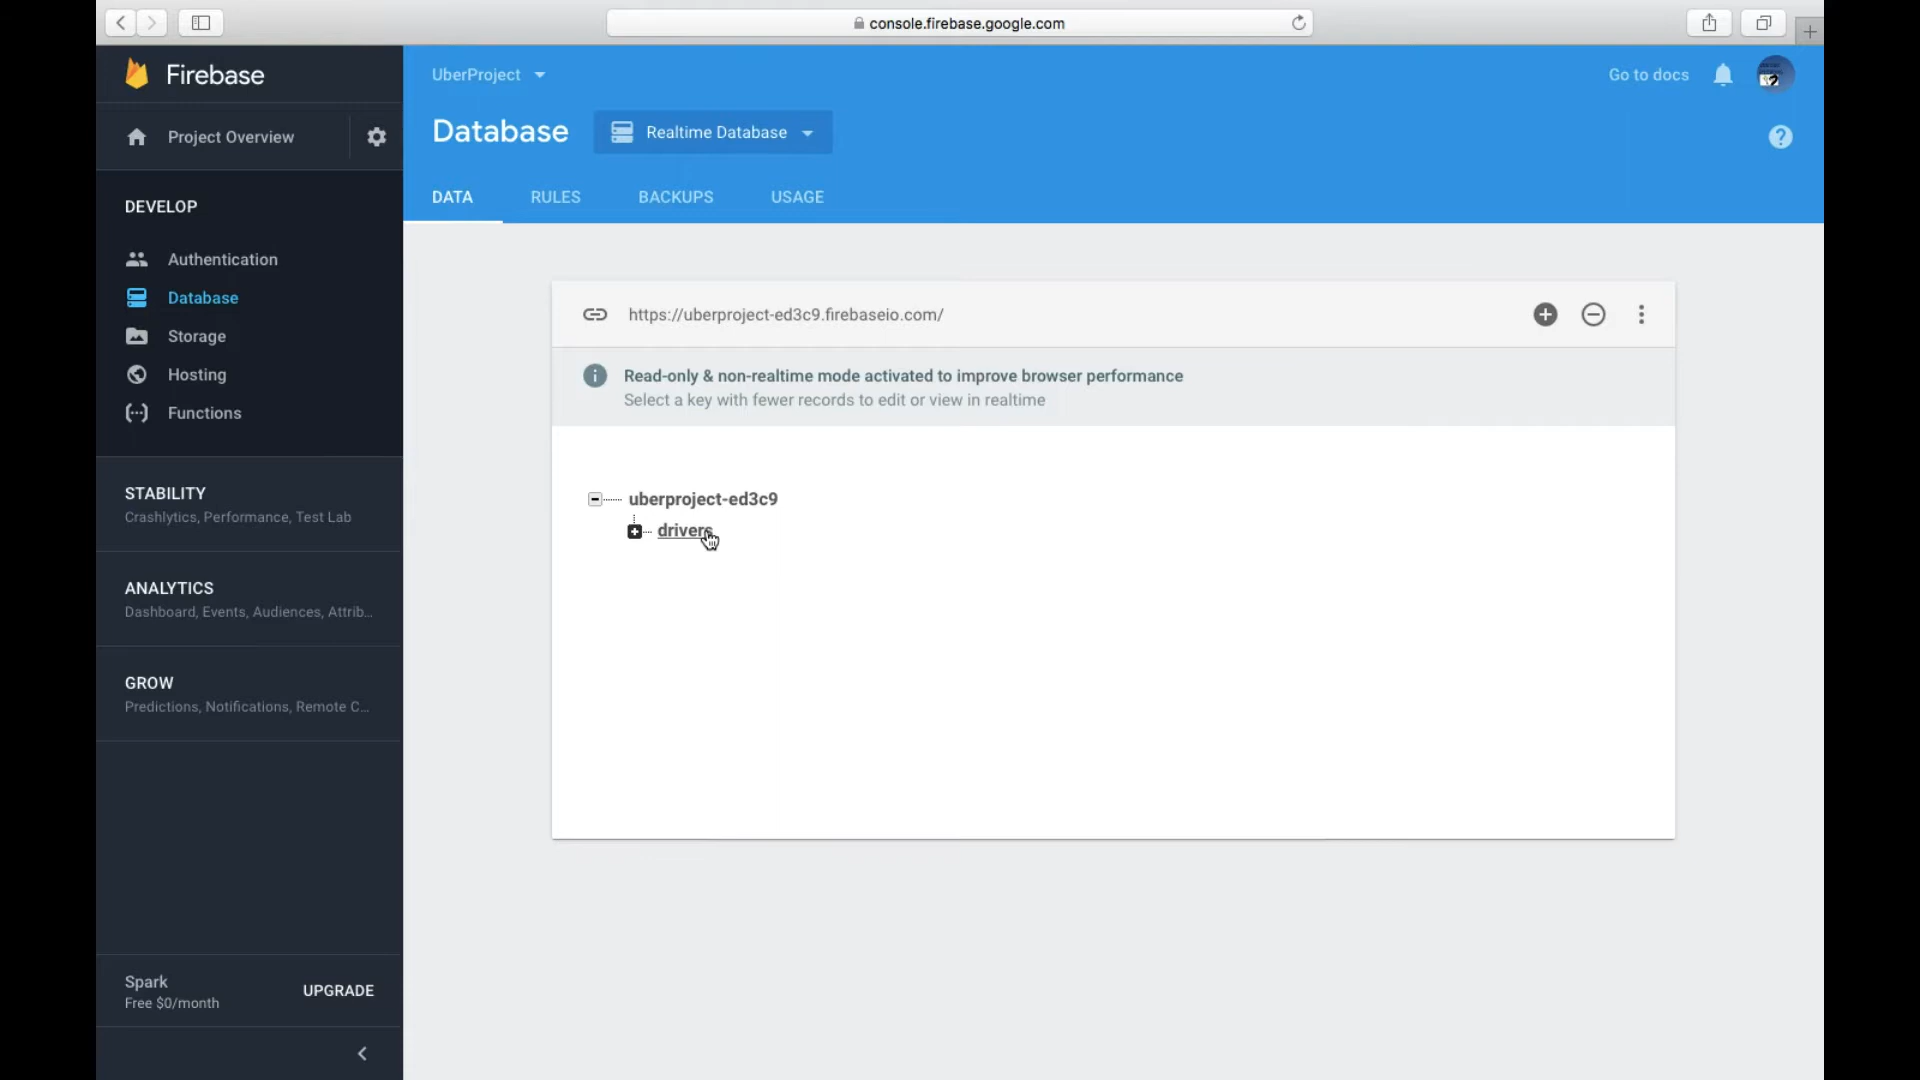 console.firebase.google.com
Firebase
UberProject
Go to docs
Project Overview
Database
Realtime Database
DATA
RULES
BACKUPS
USAGE
DEVELOP
Authentication
Database
Storage
Hosting
Functions
https://uberproject-ed3c9.firebaseio.com/
Read-only & non-realtime mode activated to improve browser performance
Select a key with fewer records to edit or view in realtime
uberproject-ed3c9
drivers
STABILITY
Crashlytics, Performance, Test Lab
ANALYTICS
Dashboard, Events, Audiences, Attrib...
GROW
Predictions, Notifications, Remote C...
Spark
Free $0/month
UPGRADE